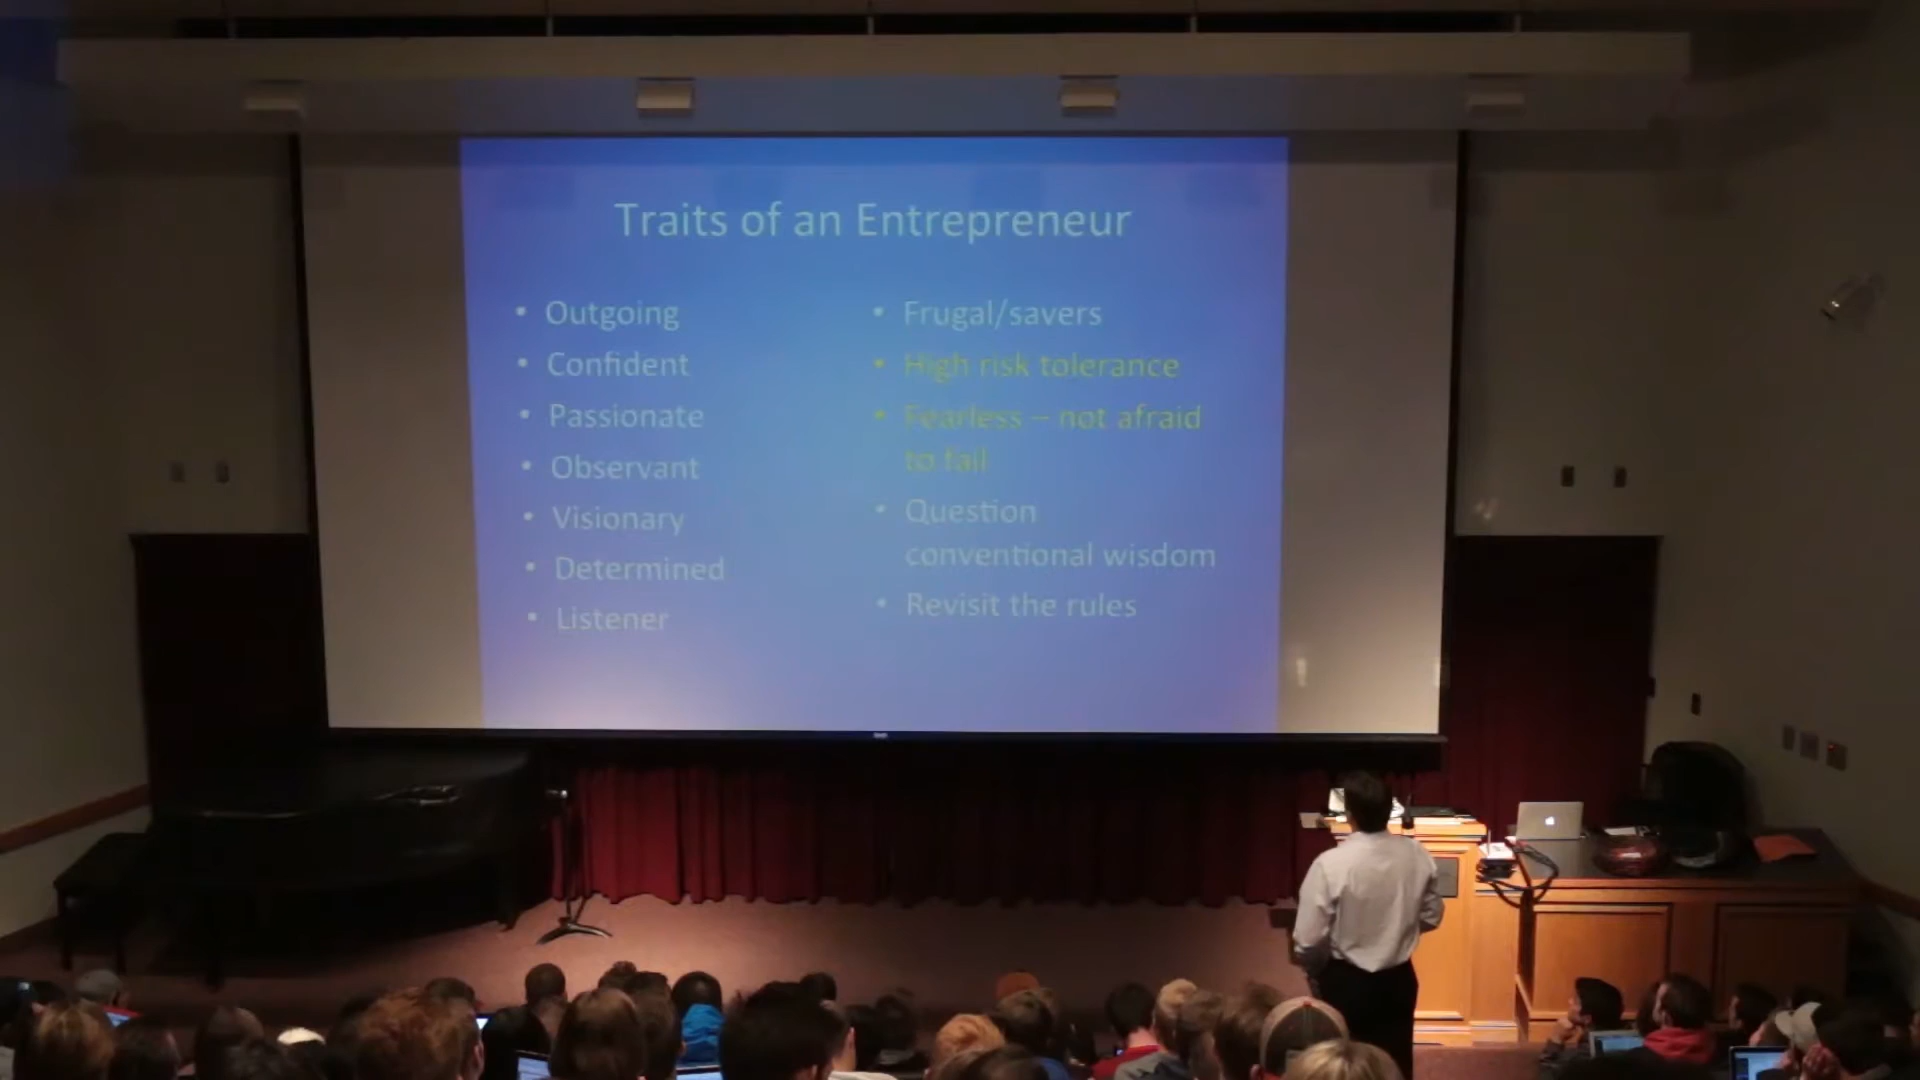 Traits of an Entrepreneur
• Outgoing
• Confident
• Passionate
• Observant
• Visionary
• Determined
• Listener
• Frugal/savers
• High risk tolerance
• Fearless – not afraid
to fail
• Question
conventional wisdom
• Revisit the rules